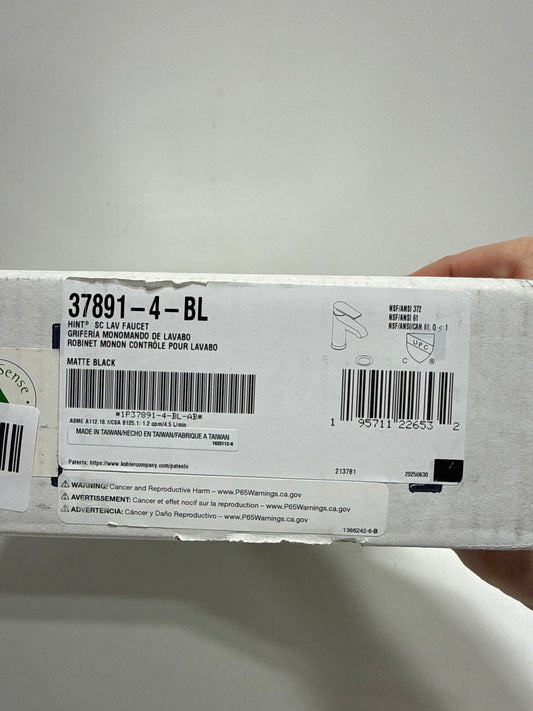 37891-4-BL
HINT® SC LAV FAUCET
GRIFERÍA MONOMANDO DE LAVABO
ROBINET MONON CONTRÔLE POUR LAVABO
MATTE BLACK
*1P37891-4-BL-AB*
ASME A112.18.1/CSA B125.1: 1.2 gpm/4.5 L/min
MADE IN TAIWAN/HECHO EN TAIWAN/FABRIQUE A TAIWAN
1025112-6
Patents: https://www.kohlercompany.com/patents
NSF/ANSI 372
NSF/ANSI 61
NSF/ANSI/CAN 61: Q < 1
UPC
C
®
1 95711 22653 2
213781
20250630
Sense
WARNING: Cancer and Reproductive Harm – www.P65Warnings.ca.gov
AVERTISSEMENT: Cancer et effet nocif sur la reproduction – www.P65Warnings.ca.gov
ADVERTENCIA: Cáncer y Daño Reproductivo – www.P65Warnings.ca.gov
1366242-6-B